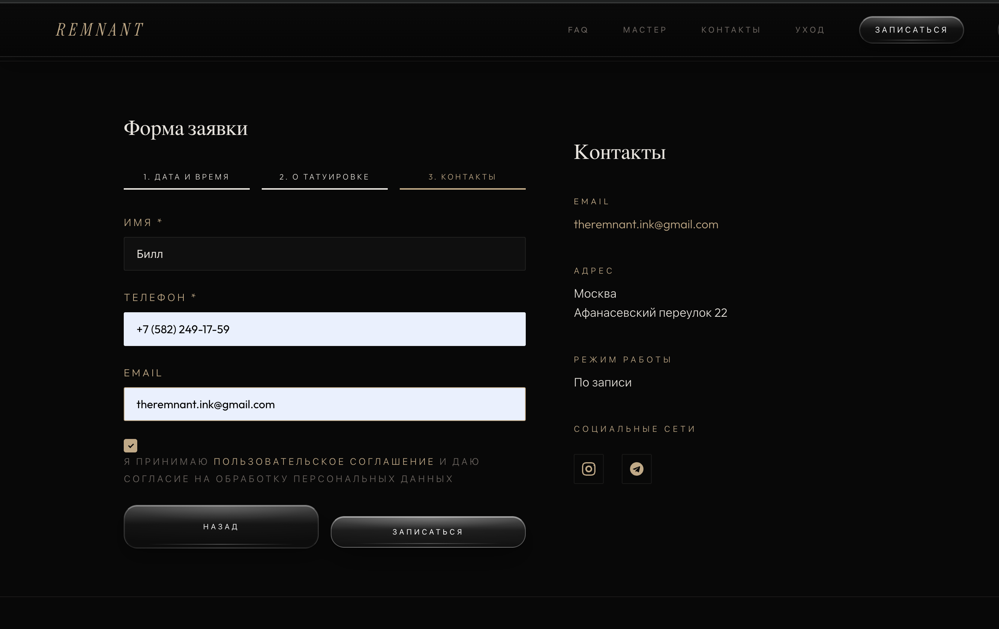 REMNANT
FAQ
МАСТЕР
КОНТАКТЫ
УХОД
ЗАПИСАТЬСЯ
Форма заявки
1. ДАТА И ВРЕМЯ
2. О ТАТУИРОВКЕ
3. КОНТАКТЫ
ИМЯ *
Билл
ТЕЛЕФОН *
+7 (582) 249-17-59
EMAIL
theremnant.ink@gmail.com
Я ПРИНИМАЮ ПОЛЬЗОВАТЕЛЬСКОЕ СОГЛАШЕНИЕ И ДАЮ
СОГЛАСИЕ НА ОБРАБОТКУ ПЕРСОНАЛЬНЫХ ДАННЫХ
НАЗАД
ЗАПИСАТЬСЯ
Контакты
EMAIL
theremnant.ink@gmail.com
АДРЕС
Москва
Афанасевский переулок 22
РЕЖИМ РАБОТЫ
По записи
СОЦИАЛЬНЫЕ СЕТИ